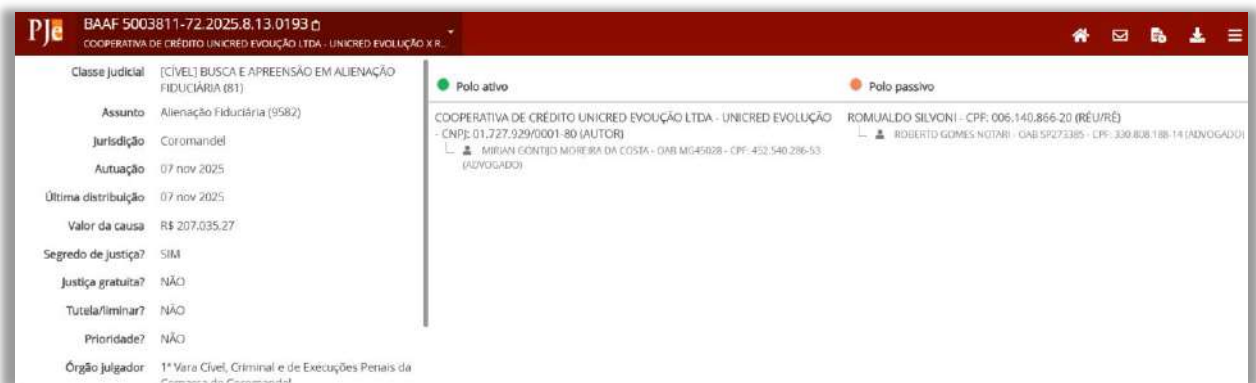 PJe
BAAF 5003811-72.2025.8.13.0193
COOPERATIVA DE CRÉDITO UNICRED EVOUÇÃO LTDA - UNICRED EVOLUÇÃO X R...
Classe judicial [CÍVEL] BUSCA E APREENSÃO EM ALIENAÇÃO
FIDUCIÁRIA (81)
Assunto Alienação Fiduciária (9582)
Jurisdição Coromandel
Autuação 07 nov 2025
Última distribuição 07 nov 2025
Valor da causa R$ 207.035,27
Segredo de justiça? SIM
Justiça gratuita? NÃO
Tutela/liminar? NÃO
Prioridade? NÃO
Órgão julgador 1ª Vara Cível, Criminal e de Execuções Penais da
Comarca de Coromandel
Polo ativo
COOPERATIVA DE CRÉDITO UNICRED EVOUÇÃO LTDA - UNICRED EVOLUÇÃO
- CNPJ: 01.727.929/0001-80 (AUTOR)
MIRIAN GONTIJO MOREIRA DA COSTA - OAB MG45028 - CPF: 452.540.286-53
(ADVOGADO)
Polo passivo
ROMUALDO SILVONI - CPF: 006.140.866-20 (RÉU/RÉ)
ROBERTO GOMES NOTARI - OAB SP273385 - CPF: 330.808.188-14 (ADVOGADO)